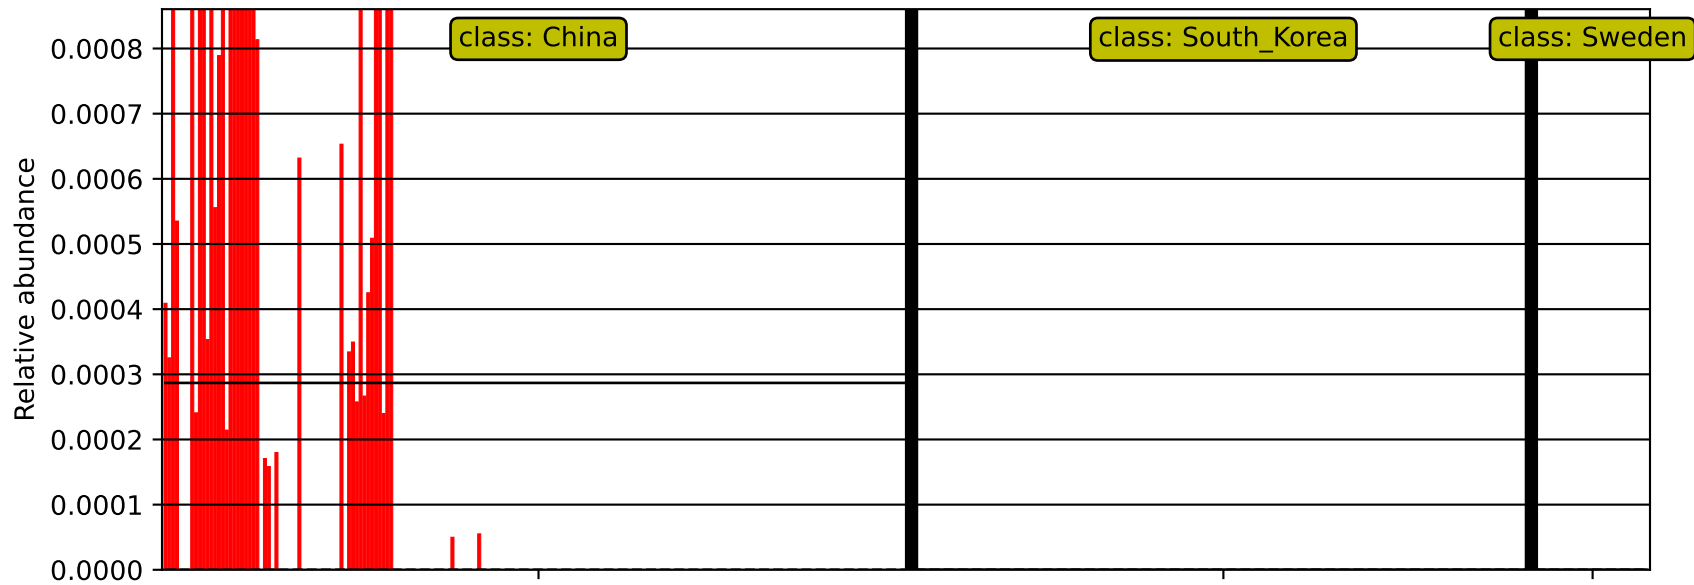 class: China
class: South_Korea
class: Sweden
0.0008
0.0007
0.0006
0.0005
0.0004
0.0003
0.0002
0.0001
0.0000
Relative abundance